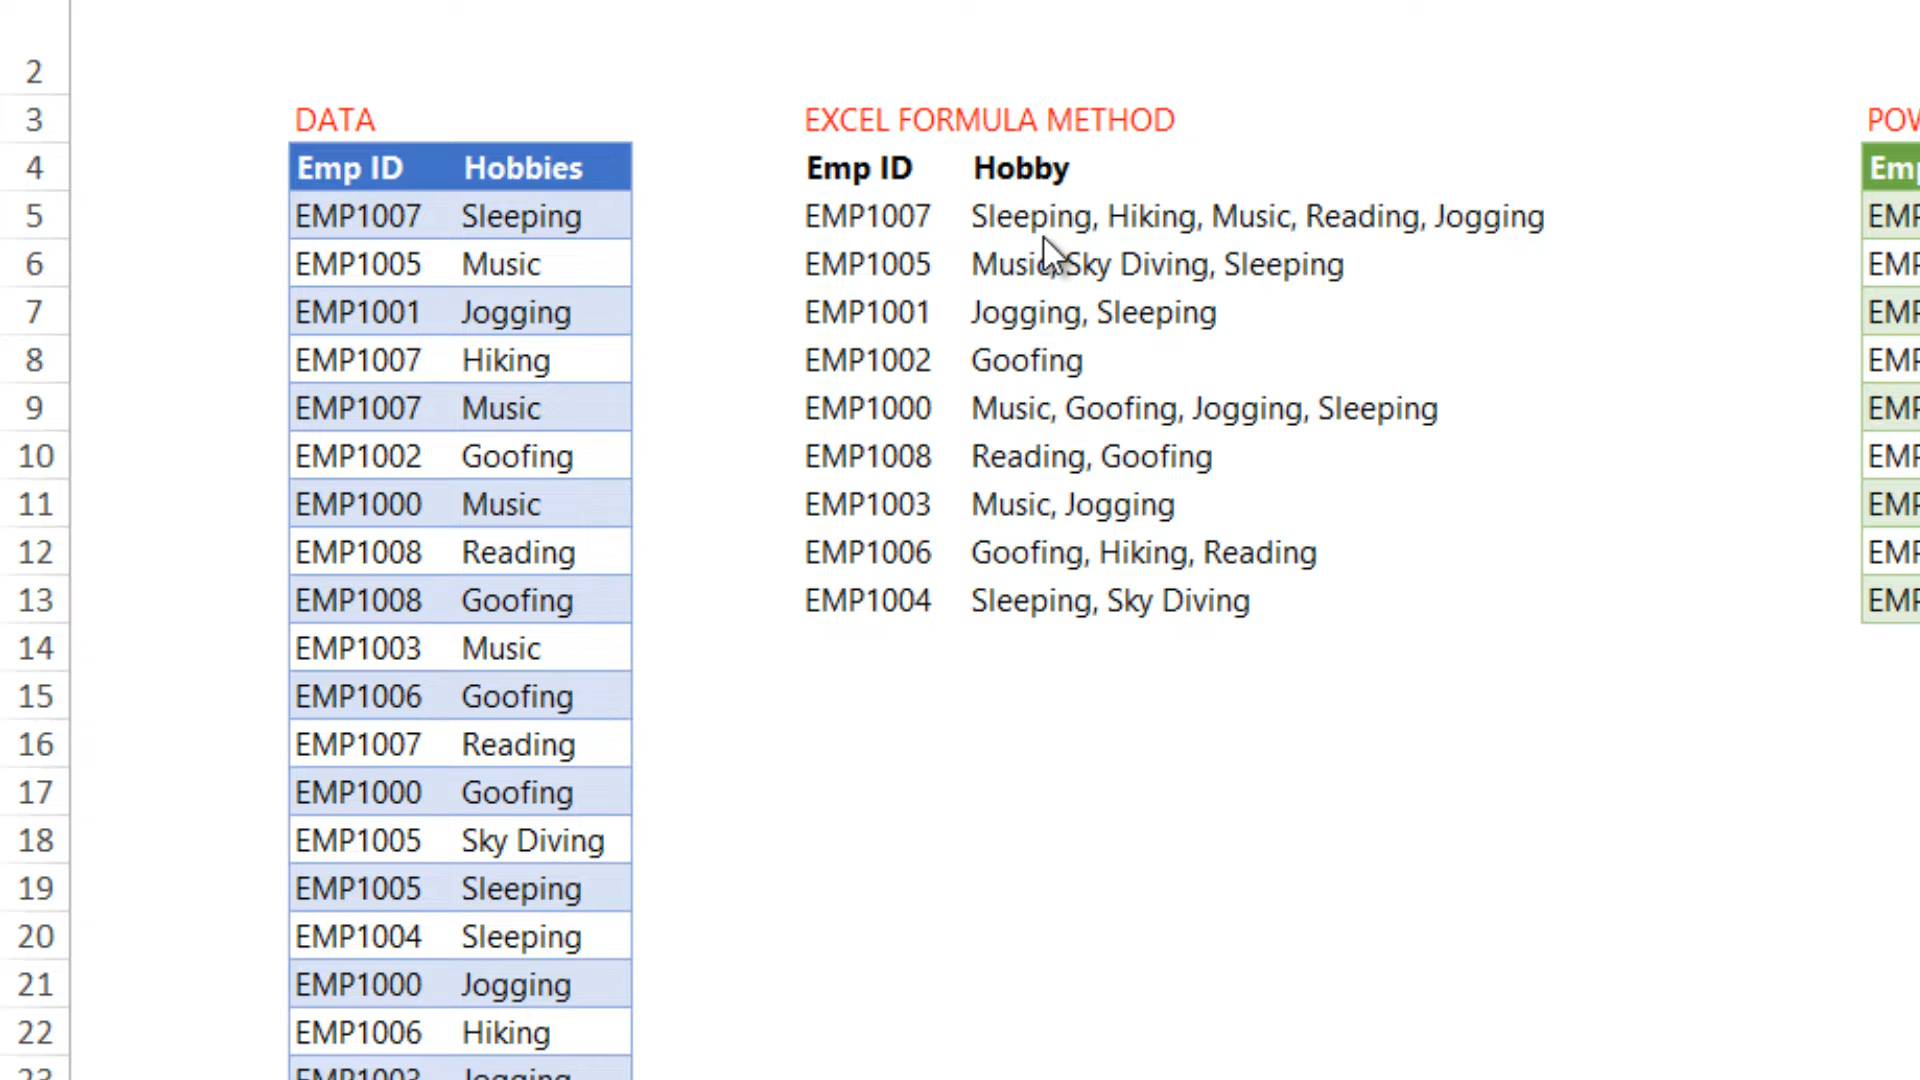 2
3 DATA EXCEL FORMULA METHOD
4 Emp ID Hobbies Emp ID Hobby
5 EMP1007 Sleeping EMP1007 Sleeping, Hiking, Music, Reading, Jogging
6 EMP1005 Music EMP1005 Music, Sky Diving, Sleeping
7 EMP1001 Jogging EMP1001 Jogging, Sleeping
8 EMP1007 Hiking EMP1002 Goofing
9 EMP1007 Music EMP1000 Music, Goofing, Jogging, Sleeping
10 EMP1002 Goofing EMP1008 Reading, Goofing
11 EMP1000 Music EMP1003 Music, Jogging
12 EMP1008 Reading EMP1006 Goofing, Hiking, Reading
13 EMP1008 Goofing EMP1004 Sleeping, Sky Diving
14 EMP1003 Music
15 EMP1006 Goofing
16 EMP1007 Reading
17 EMP1000 Goofing
18 EMP1005 Sky Diving
19 EMP1005 Sleeping
20 EMP1004 Sleeping
21 EMP1000 Jogging
22 EMP1006 Hiking
23 EMP1003 Jogging